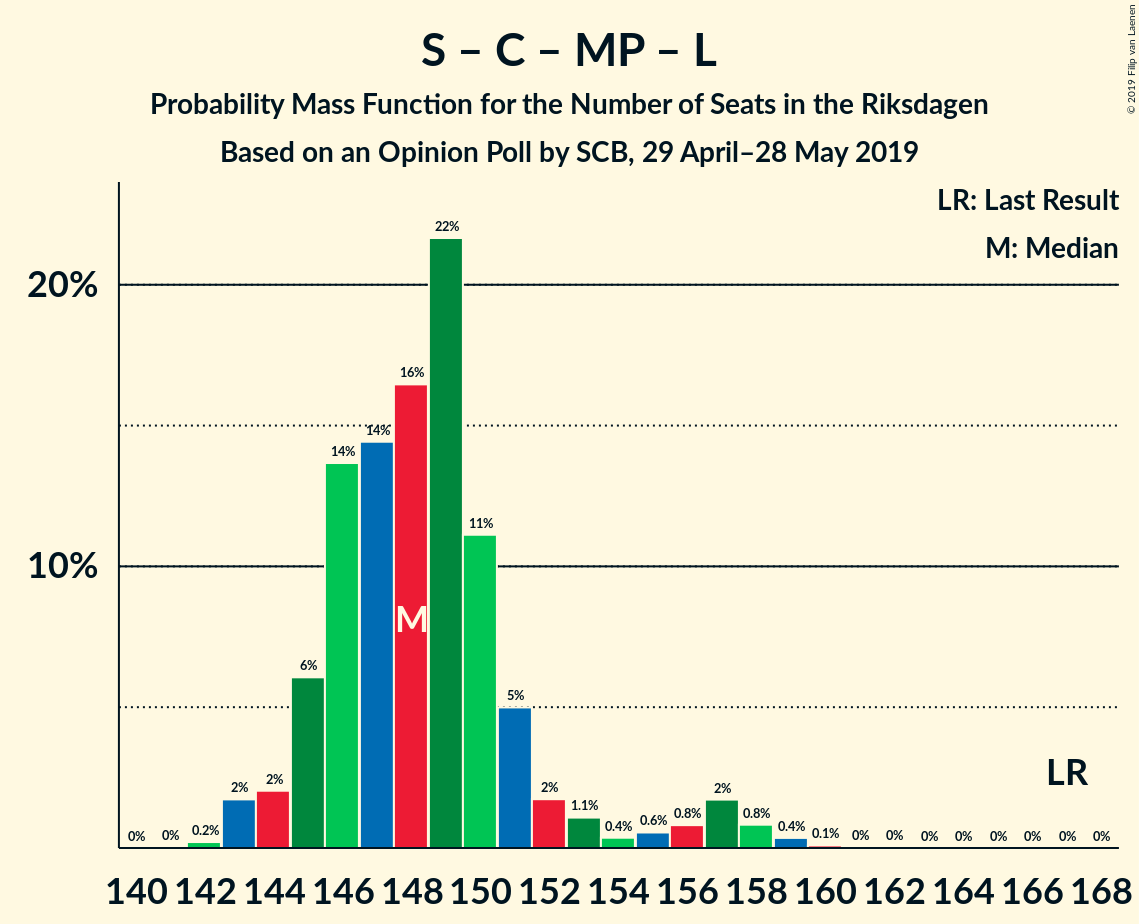 S – C – MP – L
Probability Mass Function for the Number of Seats in the Riksdagen
Based on an Opinion Poll by SCB, 29 April–28 May 2019
© 2019 Filip van Laenen
LR: Last Result
M: Median
20%
10%
0% 0% 0.2% 2% 2% 6% 14% 14% 16% 22% 11% 5% 2% 1.1% 0.4% 0.6% 0.8% 2% 0.8% 0.4% 0.1% 0% 0% 0% 0% 0% 0% 0% 0%
M
LR
140 142 144 146 148 150 152 154 156 158 160 162 164 166 168